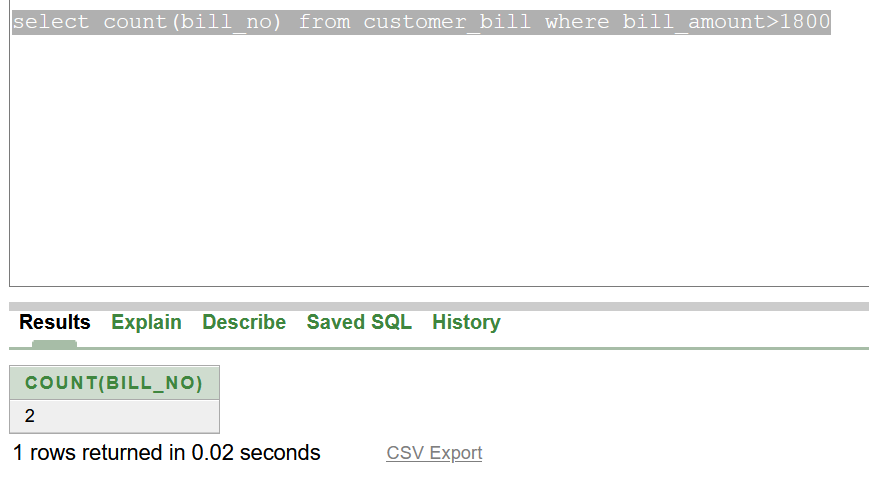 select count(bill_no) from customer_bill where bill_amount>1800
Results Explain Describe Saved SQL History
COUNT(BILL_NO)
2
1 rows returned in 0.02 seconds CSV Export